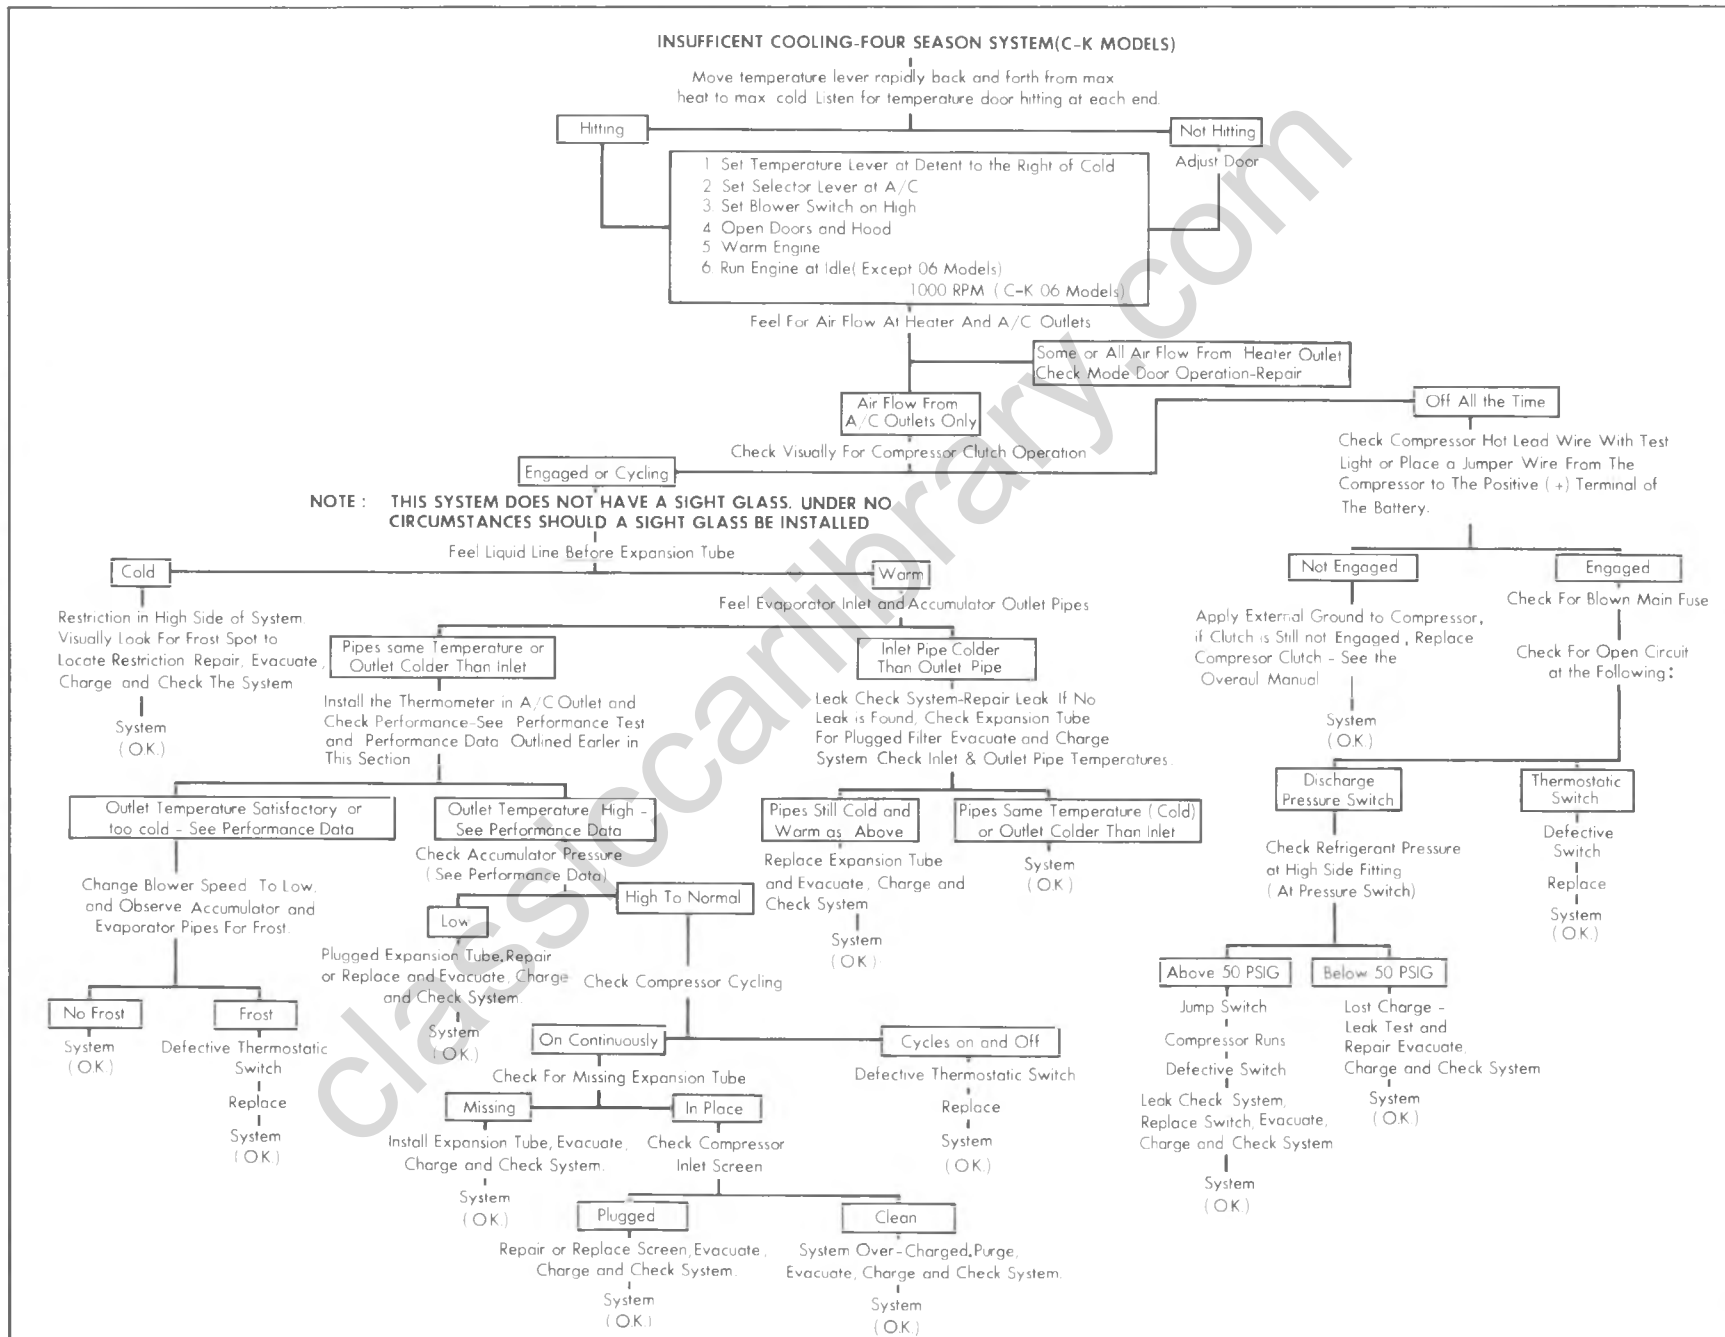 INSUFFICENT COOLING-FOUR SEASON SYSTEM(C-K MODELS)
Move temperature lever rapidly back and forth from max
heat to max cold Listen for temperature door hitting at each end.
Hitting
Not Hitting
Adjust Door
1 Set Temperature Lever at Detent to the Right of Cold
2 Set Selector Lever at A/C
3. Set Blower Switch on High
4 Open Doors and Hood
5 Warm Engine
6. Run Engine at Idle( Except 06 Models)
1000 RPM ( C-K 06 Models)
Feel For Air Flow At Heater And A/C Outlets
Some or All Air Flow From Heater Outlet
Check Mode Door Operation-Repair
Air Flow From
A/C Outlets Only
Off All the Time
Check Visually For Compressor Clutch Operation
Engaged or Cycling
Check Compressor Hot Lead Wire With Test
Light or Place a Jumper Wire From The
Compressor to The Positive (+) Terminal of
The Battery.
NOTE : THIS SYSTEM DOES NOT HAVE A SIGHT GLASS. UNDER NO
CIRCUMSTANCES SHOULD A SIGHT GLASS BE INSTALLED
Feel Liquid Line Before Expansion Tube
Cold
Warm
Not Engaged
Engaged
Restriction in High Side of System.
Visually Look For Frost Spot to
Locate Restriction Repair, Evacuate,
Charge and Check The System
System
(O.K.)
Feel Evaporator Inlet and Accumulator Outlet Pipes
Apply External Ground to Compressor,
if Clutch is Still not Engaged, Replace
Compresor Clutch - See the
Overaul Manual
System
(O.K.)
Check For Blown Main Fuse
Check For Open Circuit
at the Following:
Pipes same Temperature or
Outlet Colder Than Inlet
Inlet Pipe Colder
Than Outlet Pipe
Install the Thermometer in A/C Outlet and
Check Performance-See Performance Test
and Performance Data Outlined Earler in
This Section
Leak Check System-Repair Leak If No
Leak is Found, Check Expansion Tube
For Plugged Filter Evacuate and Charge
System Check Inlet & Outlet Pipe Temperatures.
Discharge
Pressure Switch
Thermostatic
Switch
Outlet Temperature Satisfactory or
too cold - See Performance Data
Outlet Temperature High -
See Performance Data
Pipes Still Cold and
Warm as Above
Pipes Same Temperature (Cold)
or Outlet Colder Than Inlet
Check Refrigerant Pressure
at High Side Fitting
(At Pressure Switch)
Defective
Switch
Replace
System
(O.K.)
Change Blower Speed To Low,
and Observe Accumulator and
Evaporator Pipes For Frost.
Check Accumulator Pressure
(See Performance Data)
Replace Expansion Tube
and Evacuate, Charge and
Check System
System
(O.K.)
System
(O.K.)
Low
High To Normal
Plugged Expansion Tube. Repair
or Replace and Evacuate, Charge
and Check System.
System
(O.K.)
Check Compressor Cycling
Above 50 PSIG
Below 50 PSIG
No Frost
Frost
System
(O.K.)
Defective Thermostatic
Switch
Replace
System
(O.K.)
On Continuously
Cycles on and Off
Jump Switch
Compressor Runs
Defective Switch
Leak Check System,
Replace Switch, Evacuate,
Charge and Check System
System
(O.K.)
Lost Charge -
Leak Test and
Repair Evacuate,
Charge and Check System
System
(O.K.)
Check For Missing Expansion Tube
Defective Thermostatic Switch
Replace
System
(O.K.)
Missing
In Place
Install Expansion Tube, Evacuate,
Charge and Check System.
System
(O.K.)
Check Compressor
Inlet Screen
Plugged
Clean
Repair or Replace Screen, Evacuate,
Charge and Check System.
System
(O.K.)
System Over-Charged. Purge,
Evacuate, Charge and Check System.
System
(O.K.)
classiccarlibrary.com